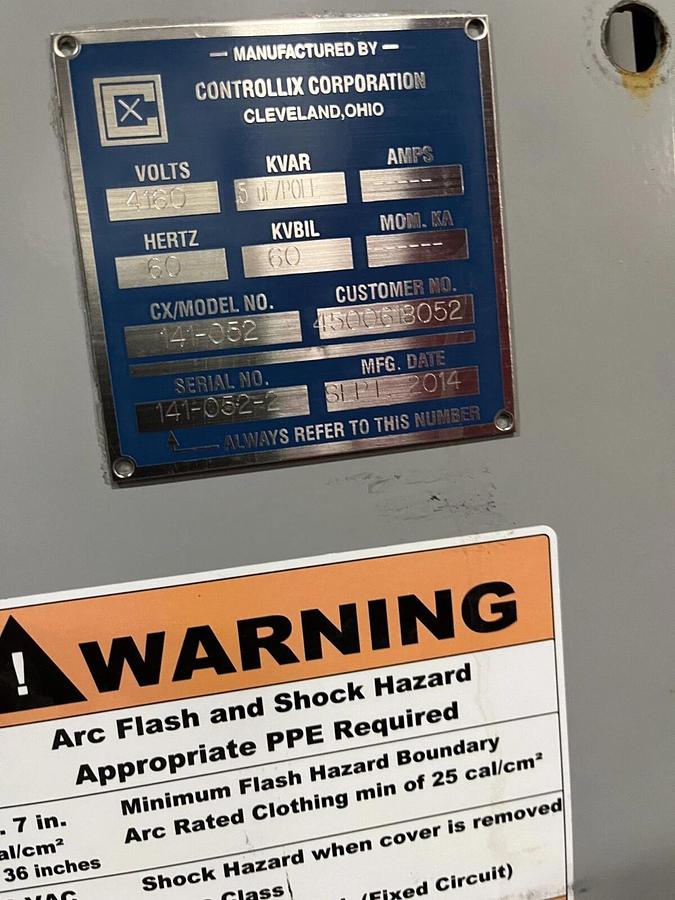 — MANUFACTURED BY —
CONTROLLIX CORPORATION
CLEVELAND, OHIO
VOLTS KVAR AMPS
4160 .5 uF/POLE -----
HERTZ KVBIL MOM. KA
60 60 ------
CX/MODEL NO. CUSTOMER NO.
141-052 4500618052
SERIAL NO. MFG. DATE
141-052-2 SEPT. 2014
ALWAYS REFER TO THIS NUMBER
! WARNING
Arc Flash and Shock Hazard
Appropriate PPE Required
. 7 in. Minimum Flash Hazard Boundary
al/cm² Arc Rated Clothing min of 25 cal/cm²
36 inches
VAC Shock Hazard when cover is removed
Class
(Fixed Circuit)